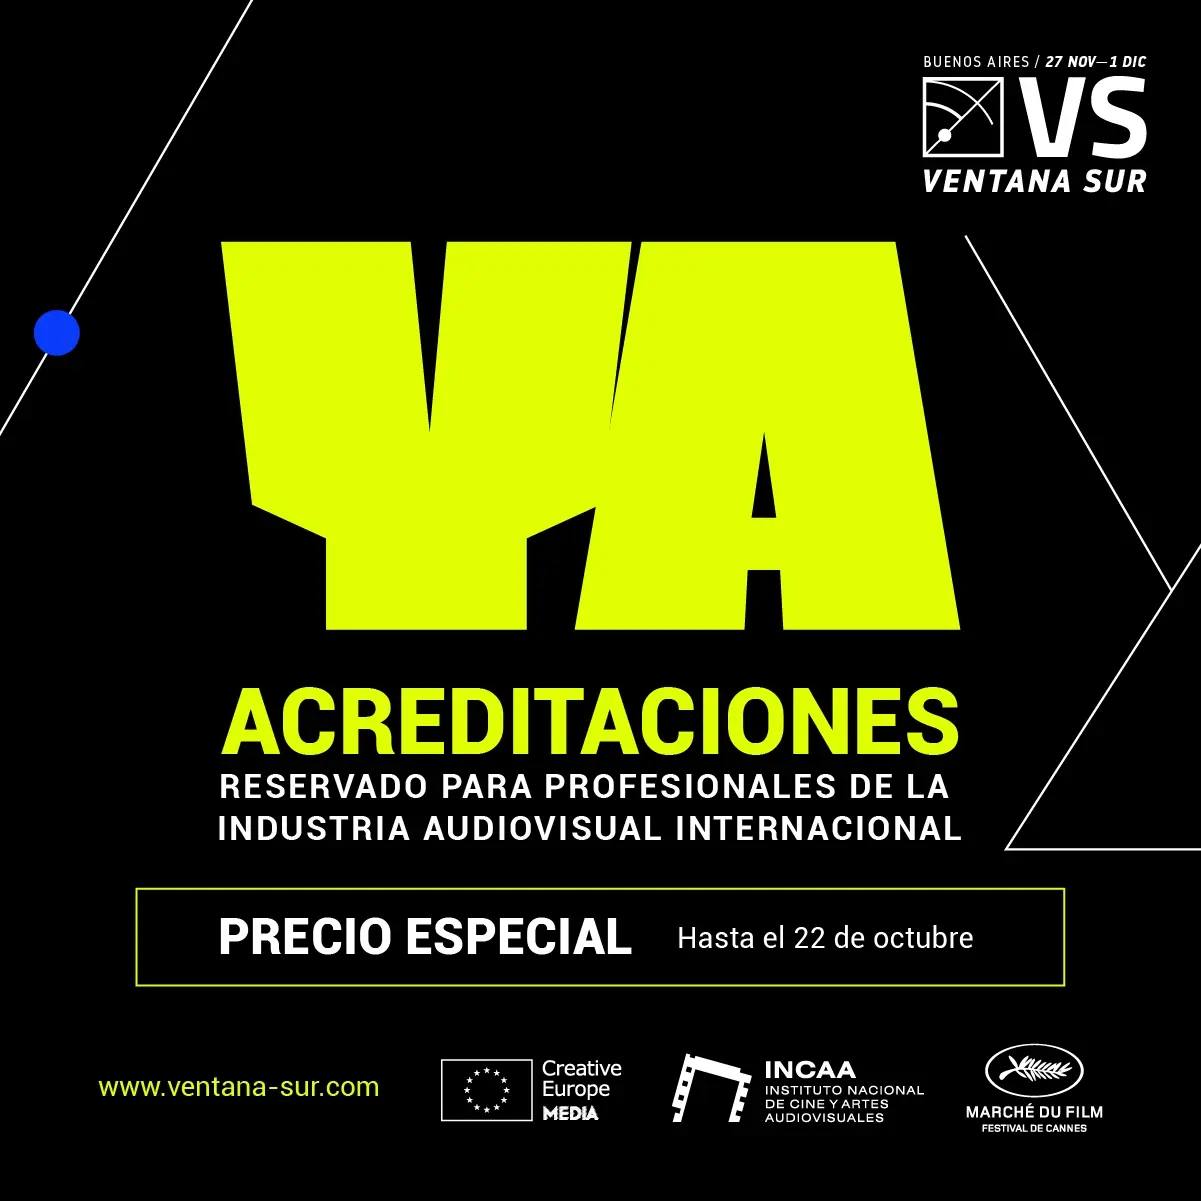 BUENOS AIRES / 27 NOV—1 DIC
VS
VENTANA SUR
YA
ACREDITACIONES
RESERVADO PARA PROFESIONALES DE LA
INDUSTRIA AUDIOVISUAL INTERNACIONAL
PRECIO ESPECIAL Hasta el 22 de octubre
www.ventana-sur.com
Creative
Europe
MEDIA
INCAA
INSTITUTO NACIONAL
DE CINE Y ARTES
AUDIOVISUALES
MARCHÉ DU FILM
FESTIVAL DE CANNES